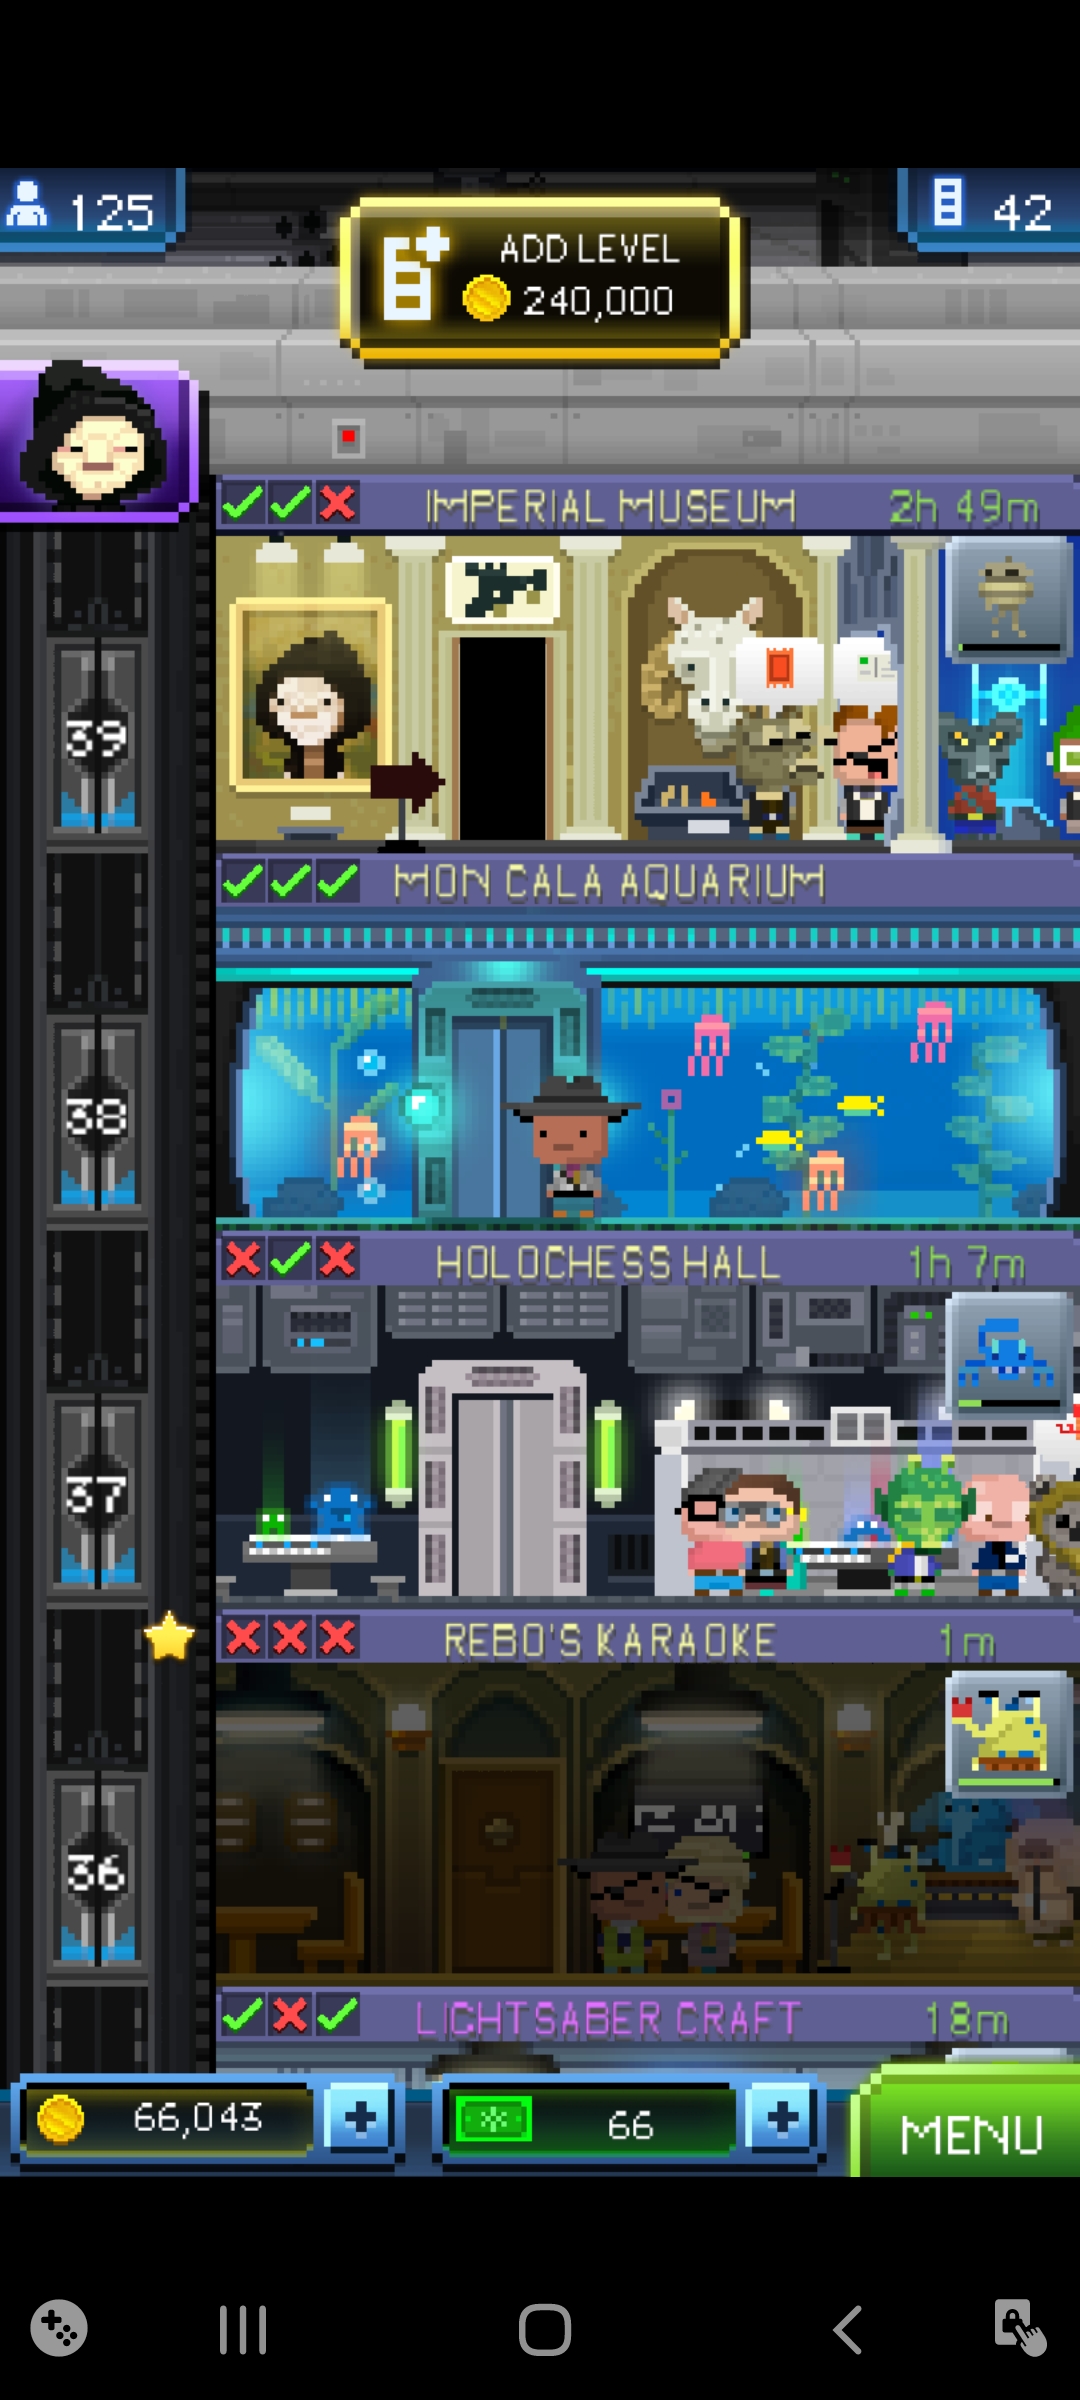 125
42
ADD LEVEL
240,000
IMPERIAL MUSEUM
2h 49m
39
MON CALA AQUARIUM
38
HOLOCHESS HALL
1h 7m
37
REBO'S KARAOKE
1m
36
LIGHTSABER CRAFT
18m
66,043
66
MENU